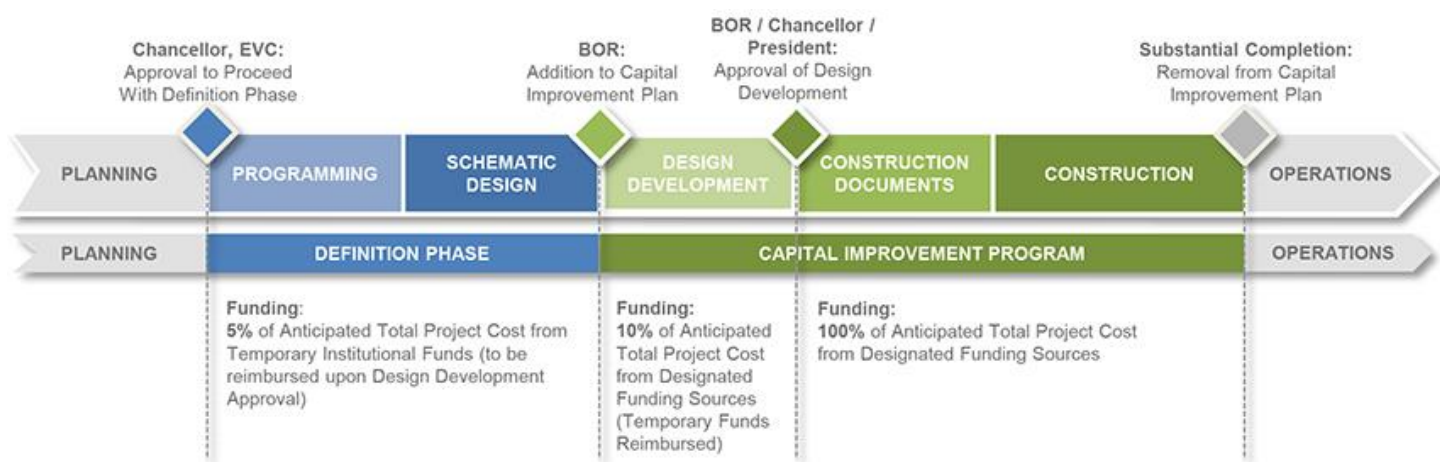 Chancellor, EVC:
Approval to Proceed
With Definition Phase
BOR:
Addition to Capital
Improvement Plan
BOR / Chancellor /
President:
Approval of Design
Development
Substantial Completion:
Removal from Capital
Improvement Plan
PLANNING
PROGRAMMING
SCHEMATIC
DESIGN
DESIGN
DEVELOPMENT
CONSTRUCTION
DOCUMENTS
CONSTRUCTION
OPERATIONS
PLANNING
DEFINITION PHASE
CAPITAL IMPROVEMENT PROGRAM
OPERATIONS
Funding:
5% of Anticipated Total Project Cost from
Temporary Institutional Funds (to be
reimbursed upon Design Development
Approval)
Funding:
10% of Anticipated
Total Project Cost
from Designated
Funding Sources
(Temporary Funds
Reimbursed)
Funding:
100% of Anticipated Total Project Cost
from Designated Funding Sources